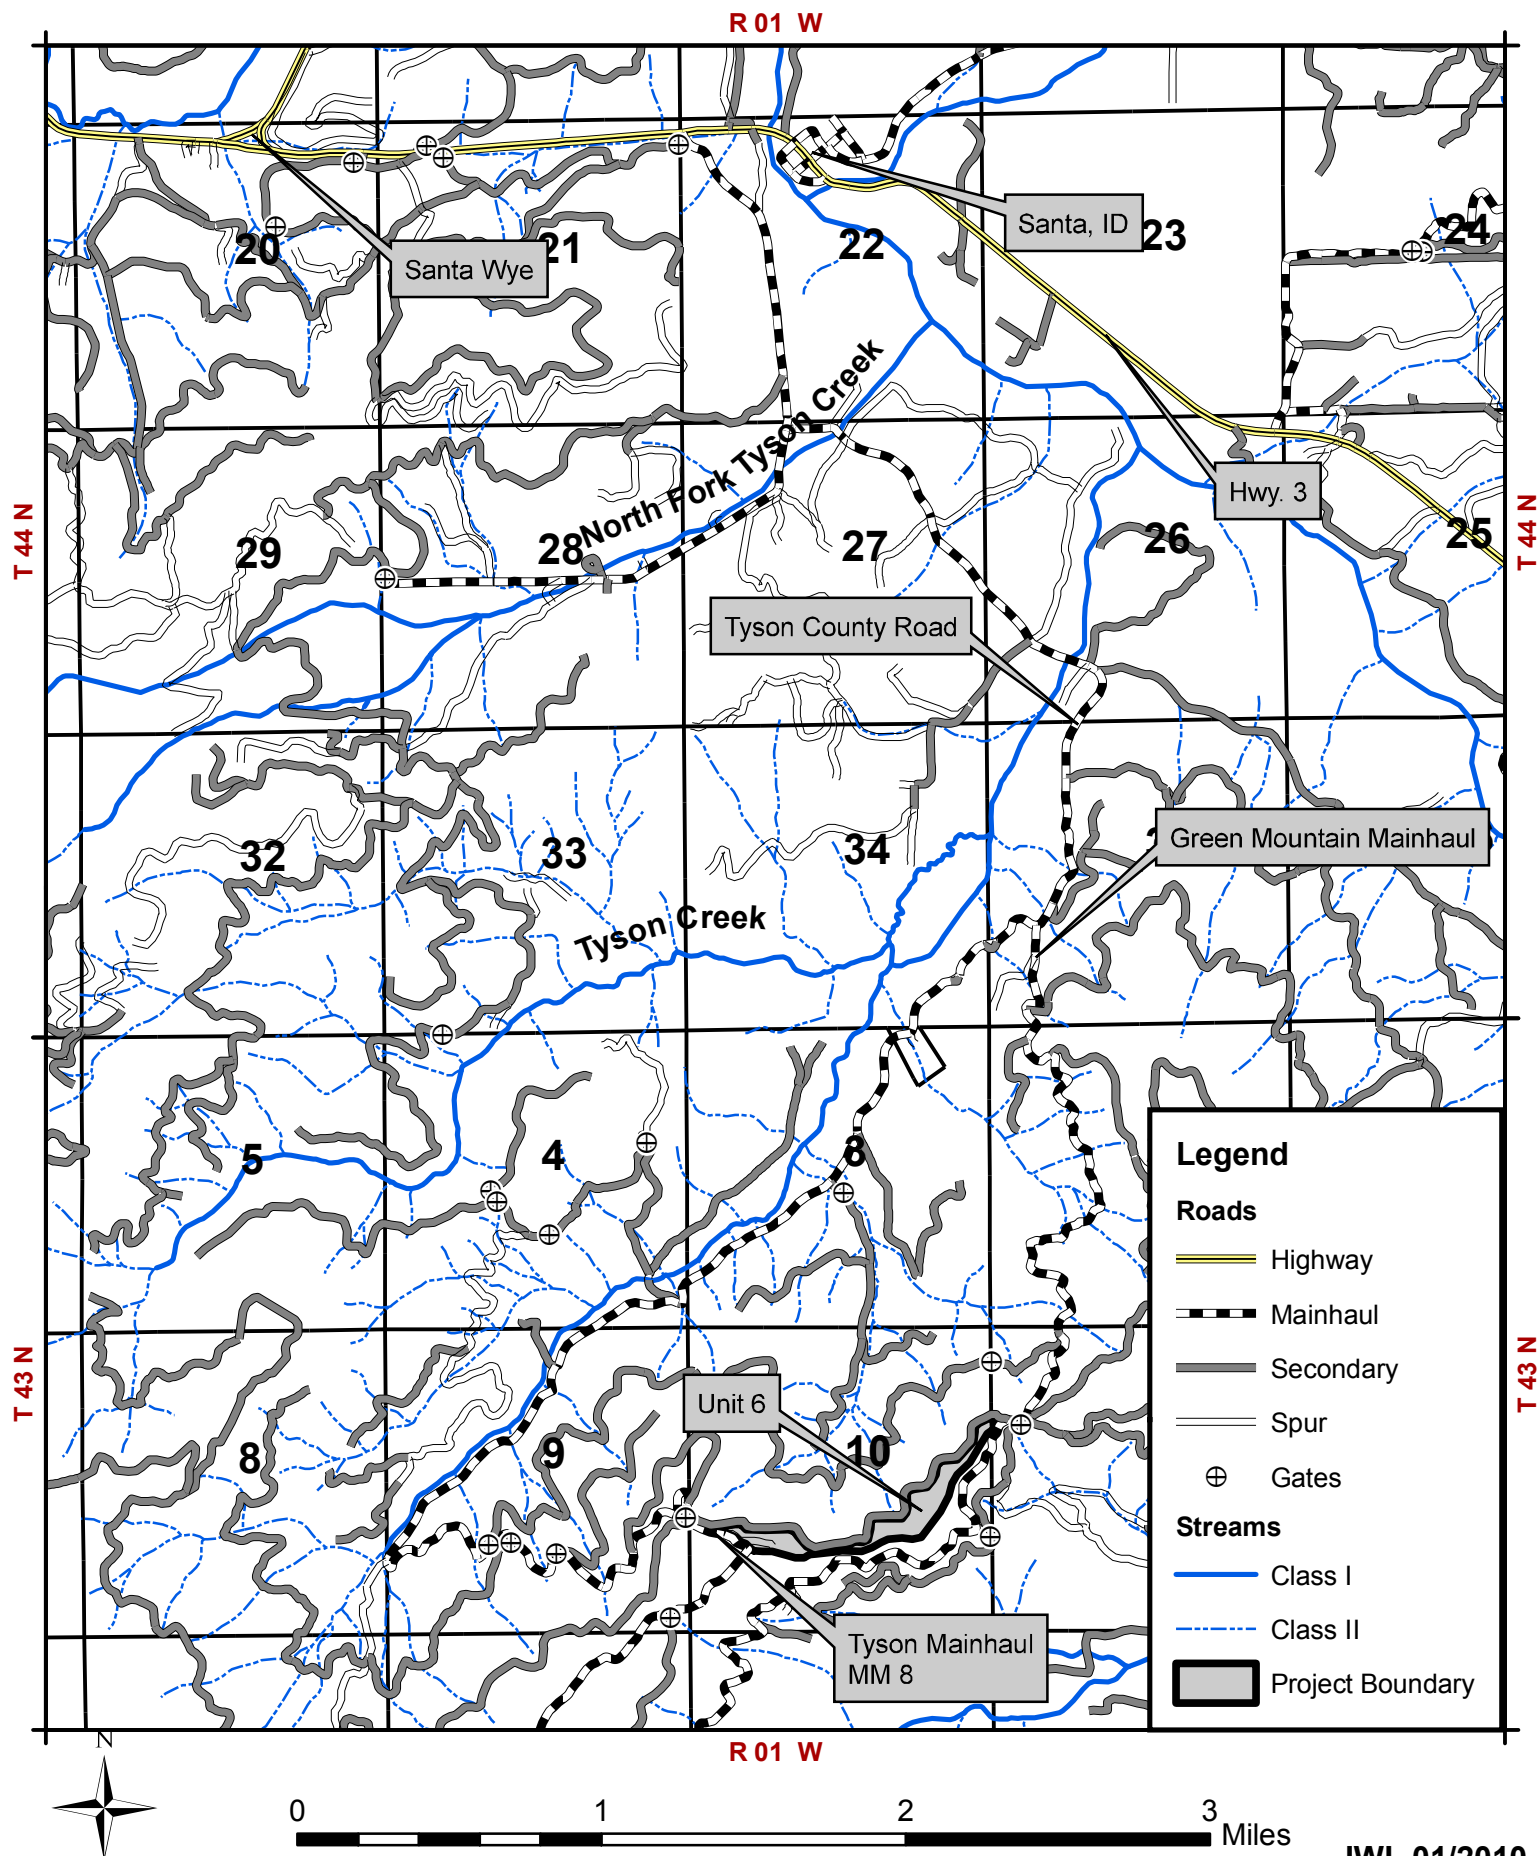 R 01 W
Santa, ID
20
21
22
23
24
Santa Wye
North Fork Tyson Creek
Hwy. 3
T 44 N
T 44 N
29
28
27
26
25
Tyson County Road
32
33
34
Green Mountain Mainhaul
Tyson Creek
5
4
3
Legend
Roads
Highway
Mainhaul
Secondary
Spur
Gates
Streams
Class I
Class II
Project Boundary
T 43 N
T 43 N
Unit 6
8
9
10
Tyson Mainhaul
MM 8
N
R 01 W
0 1 2 3
Miles